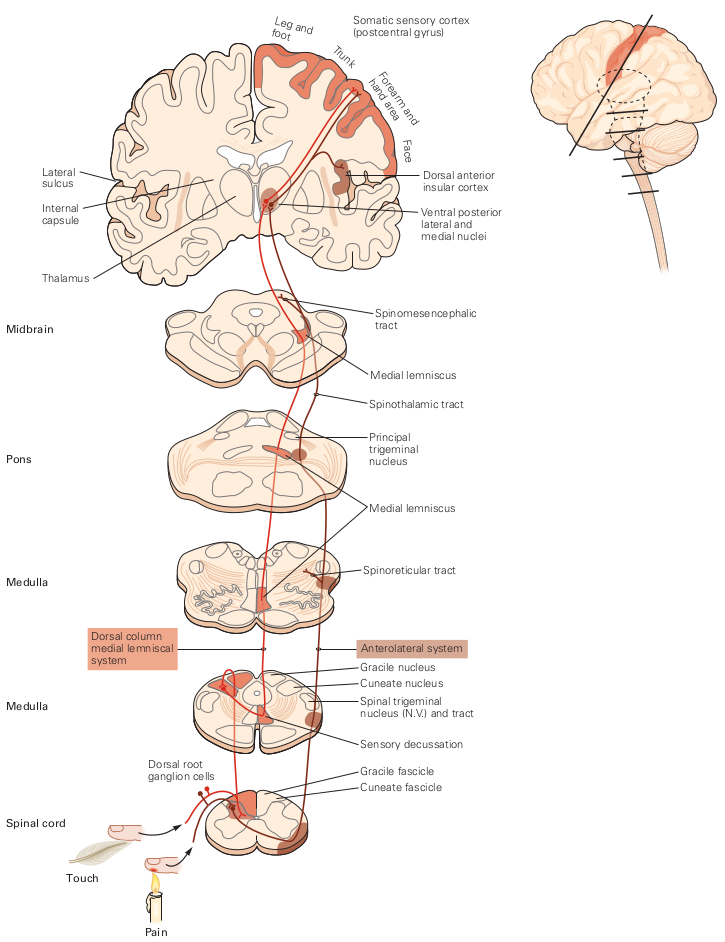 Leg and
foot
Somatic sensory cortex
(postcentral gyrus)
Trunk
Forearm and
hand area
Face
Lateral
sulcus
Internal
capsule
Thalamus
Dorsal anterior
insular cortex
Ventral posterior
lateral and
medial nuclei
Midbrain
Spinomesencephalic
tract
Medial lemniscus
Spinothalamic tract
Pons
Principal
trigeminal
nucleus
Medial lemniscus
Medulla
Spinoreticular tract
Dorsal column
medial lemniscal
system
Anterolateral system
Gracile nucleus
Cuneate nucleus
Medulla
Spinal trigeminal
nucleus (N.V.) and tract
Sensory decussation
Dorsal root
ganglion cells
Gracile fascicle
Cuneate fascicle
Spinal cord
Touch
Pain